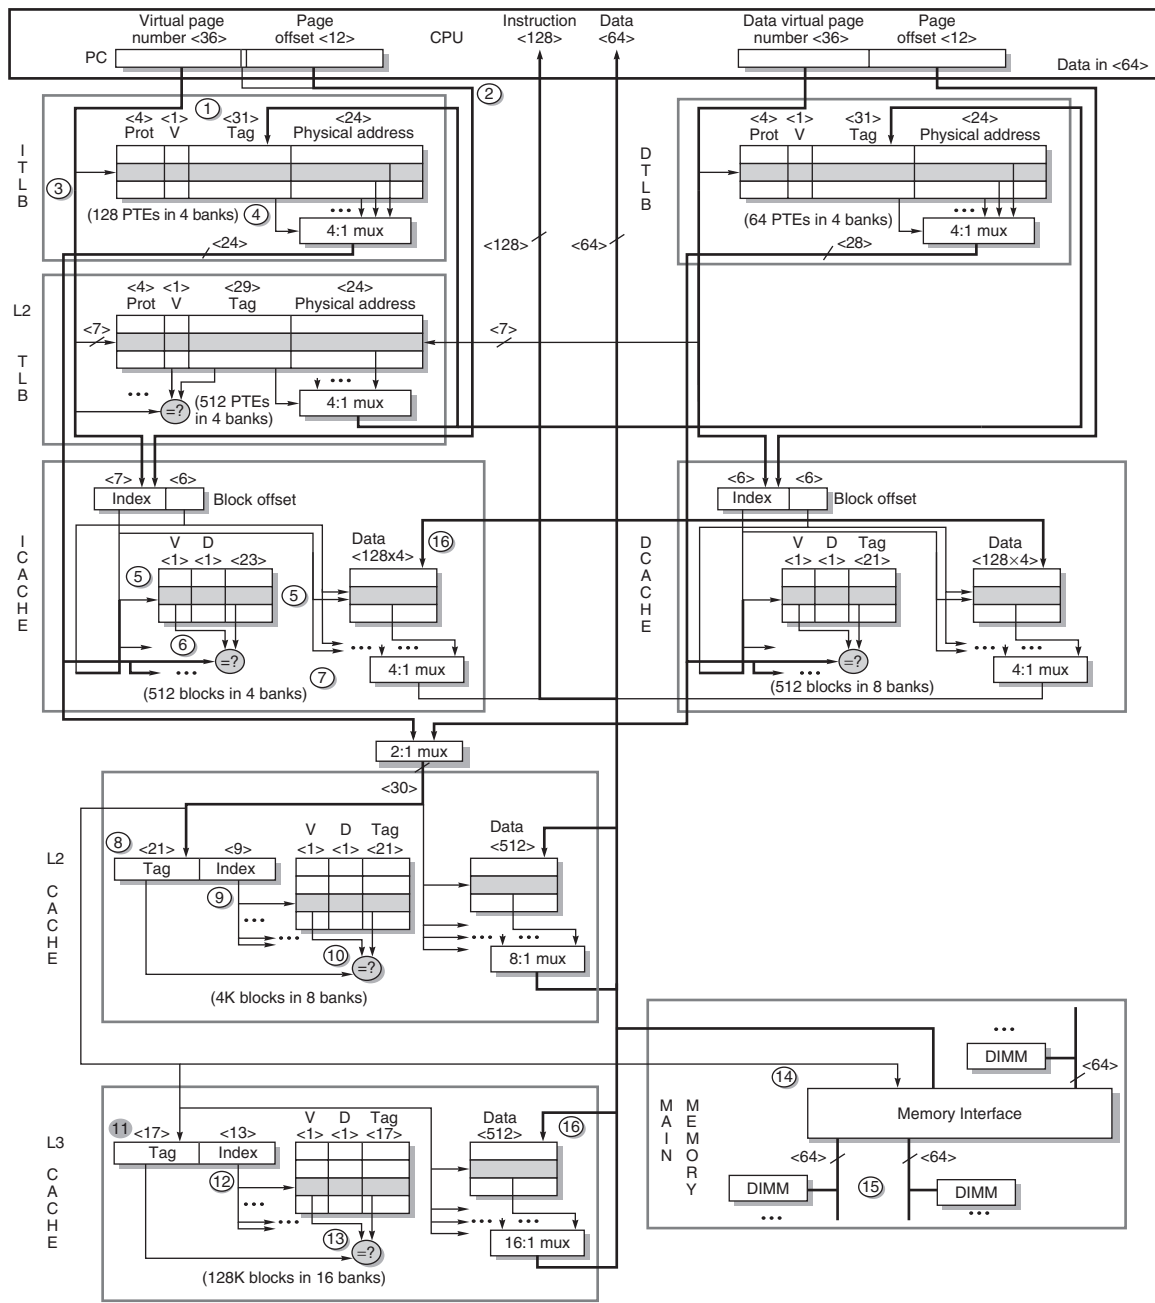 Virtual page
number <36>
Page
offset <12>
CPU
Instruction
<128>
Data
<64>
Data virtual page
number <36>
Page
offset <12>
PC
Data in <64>
1
2
<4> <1> <31> <24>
Prot V Tag Physical address
ITLB
3
(128 PTEs in 4 banks)
4
...
4:1 mux
<24>
<128>
<64>
<4> <1> <31> <24>
Prot V Tag Physical address
DTLB
(64 PTEs in 4 banks)
...
4:1 mux
<28>
<4> <1> <29> <24>
Prot V Tag Physical address
L2
TLB
<7>
<7>
...
=?
(512 PTEs
in 4 banks)
...
4:1 mux
<7> <6>
Index
Block offset
ICACHE
V D
<1> <1> <23>
5
5
Data
<128x4>
16
6
=?
...
7
... ...
4:1 mux
(512 blocks in 4 banks)
<6> <6>
Index
Block offset
DCACHE
V D Tag
<1> <1> <21>
Data
<128×4>
=?
...
... ...
4:1 mux
(512 blocks in 8 banks)
2:1 mux
<30>
L2
CACHE
8
<21> <9>
Tag Index
9
V D Tag
<1> <1> <21>
Data
<512>
...
...
10
=?
... ...
8:1 mux
(4K blocks in 8 banks)
L3
CACHE
11
<17> <13>
Tag Index
12
V D Tag
<1> <1> <17>
Data
<512>
16
...
...
13
=?
... ...
16:1 mux
(128K blocks in 16 banks)
MAIN
MEMORY
14
...
DIMM
<64>
Memory Interface
<64>
<64>
15
DIMM
...
DIMM
...